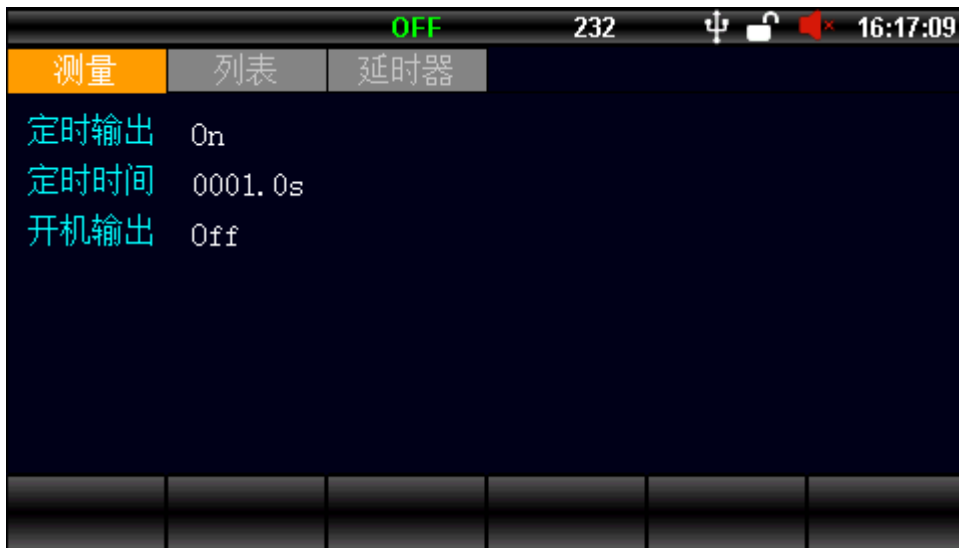 OFF 232 16:17:09
测量 列表 延时器
定时输出 On
定时时间 0001.0s
开机输出 Off